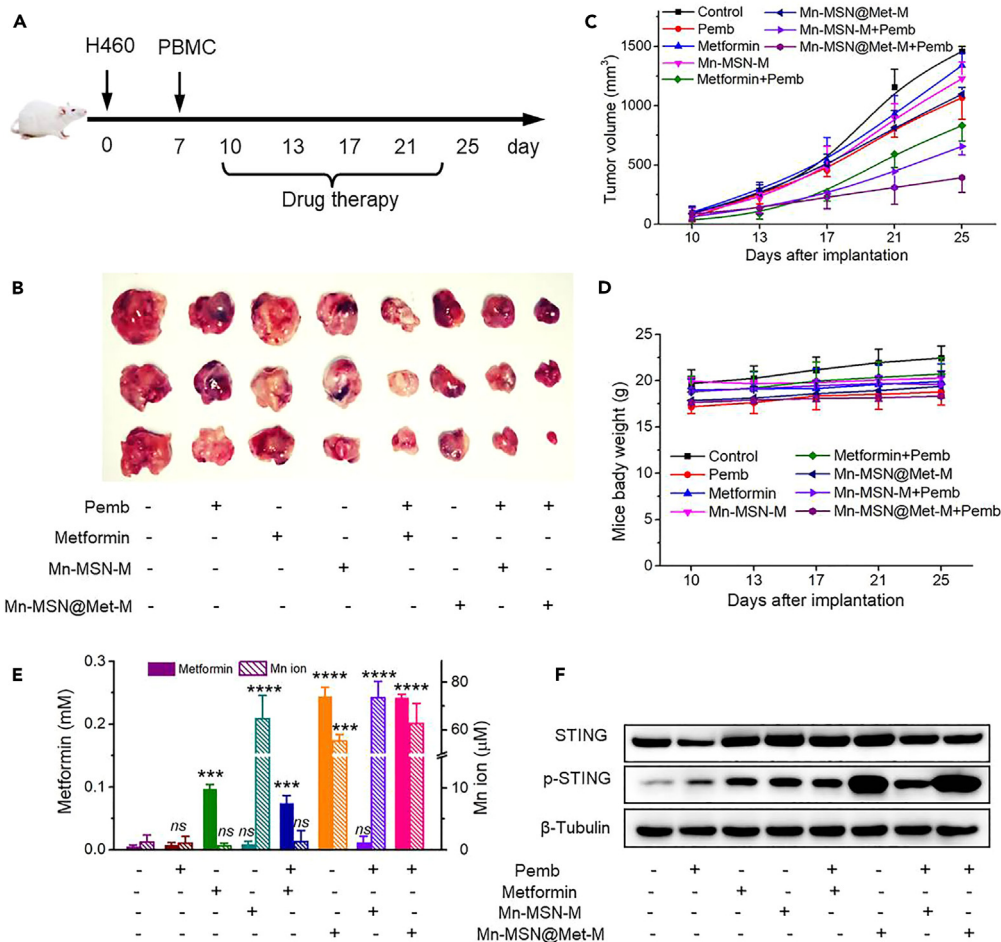 A
H460 PBMC
0 7 10 13 17 21 25 day
Drug therapy
B
Pemb - + - - + - + +
Metformin - - + - + - - -
Mn-MSN-M - - - + - - + -
Mn-MSN@Met-M - - - - - + - +
C
Control
Pemb
Metformin
Mn-MSN-M
Metformin+Pemb
Mn-MSN@Met-M
Mn-MSN-M+Pemb
Mn-MSN@Met-M+Pemb
Tumor volume (mm³)
1500
1000
500
0
10 13 17 21 25
Days after implantation
D
Mice bady weight (g)
25
20
15
10
5
0
Control
Pemb
Metformin
Mn-MSN-M
Metformin+Pemb
Mn-MSN@Met-M
Mn-MSN-M+Pemb
Mn-MSN@Met-M+Pemb
10 13 17 21 25
Days after implantation
E
Metformin (mM)
0.3
0.2
0.1
0.0
Metformin Mn ion
ns *** ns ns **** *** ns **** *** ns **** ****
Mn ion (μM)
80
60
10
0
Pemb - + - - + - + +
Metformin - - + - + - - -
Mn-MSN-M - - - + - - + -
Mn-MSN@Met-M - - - - - + - +
F
STING
p-STING
β-Tubulin
- + - - + - + +
- - + - + - - -
- - - + - - + -
- - - - - + - +